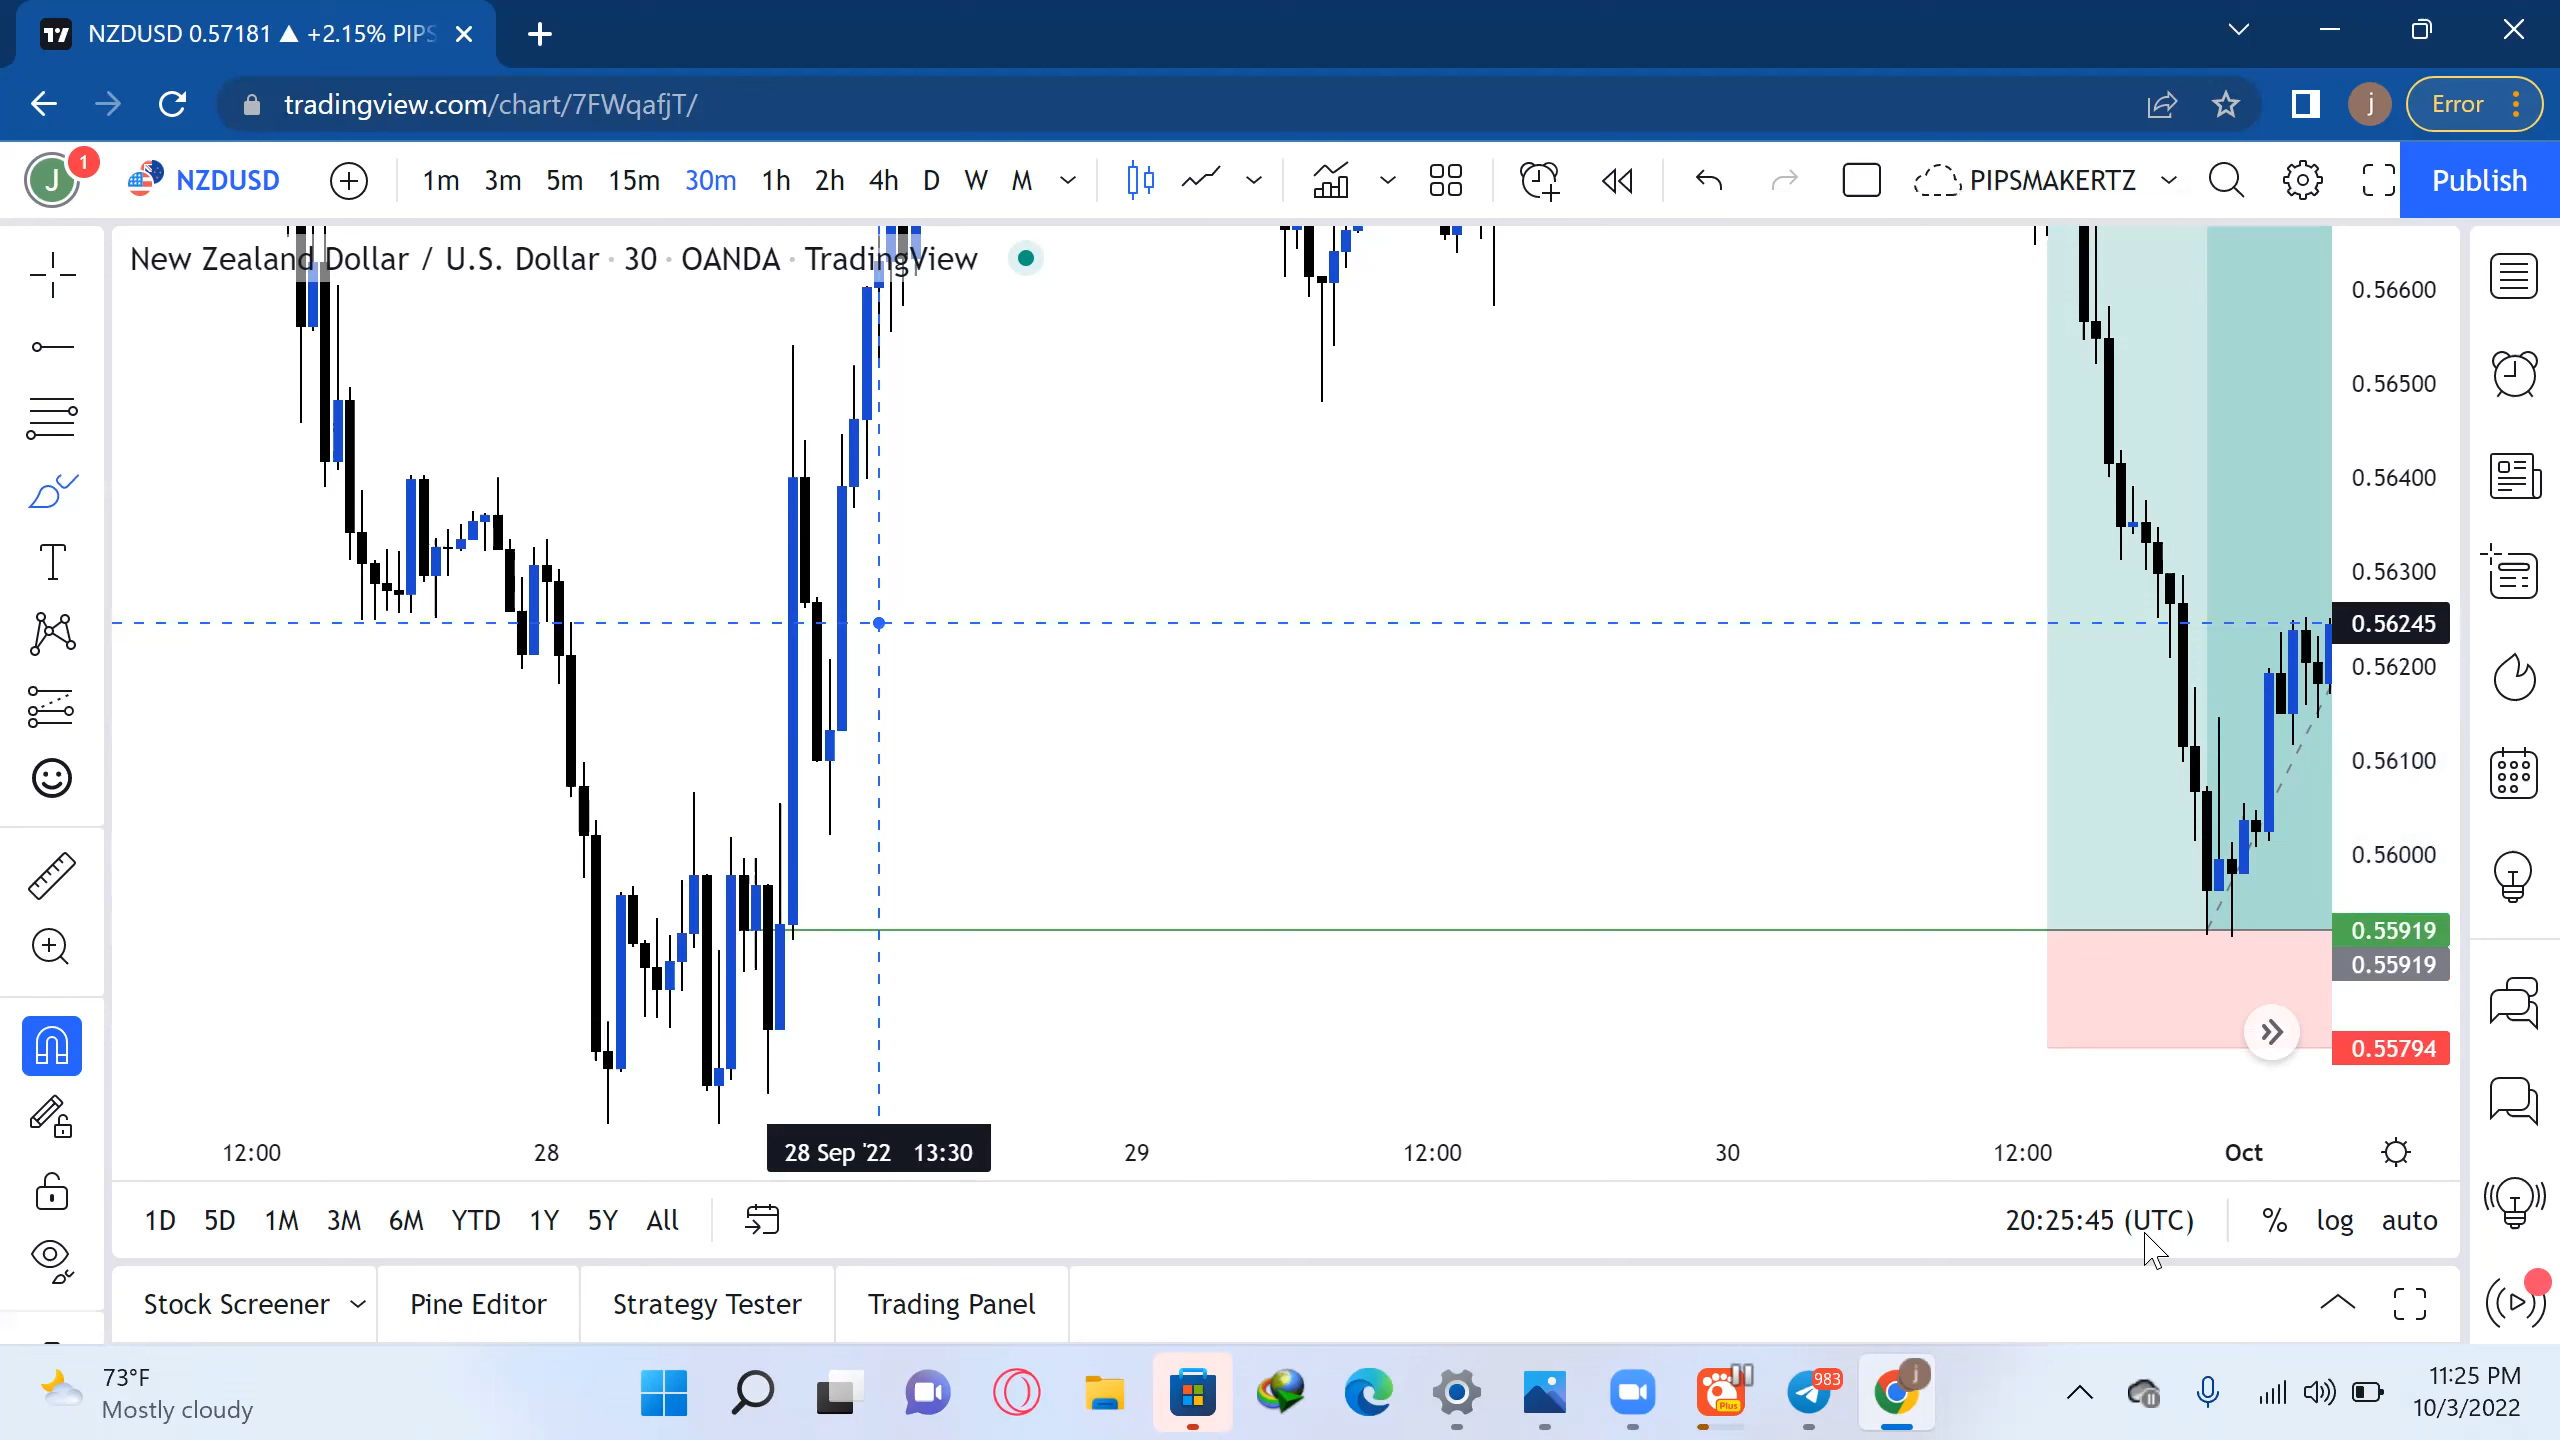 NZDUSD 0.57181 ▲ +2.15% PIPS
tradingview.com/chart/7FWqafjT/
j
Error
J
1
NZDUSD
1m 3m 5m 15m 30m 1h 2h 4h D W M
PIPSMAKERTZ
Publish
New Zealand Dollar / U.S. Dollar · 30 · OANDA · TradingView
0.56600
0.56500
0.56400
0.56300
0.56245
0.56200
0.56100
0.56000
0.55919
0.55919
0.55794
12:00 28 28 Sep '22 13:30 29 12:00 30 12:00 Oct
1D 5D 1M 3M 6M YTD 1Y 5Y All
20:25:45 (UTC) % log auto
Stock Screener Pine Editor Strategy Tester Trading Panel
73°F
Mostly cloudy
Plus
983
j
11:25 PM
10/3/2022